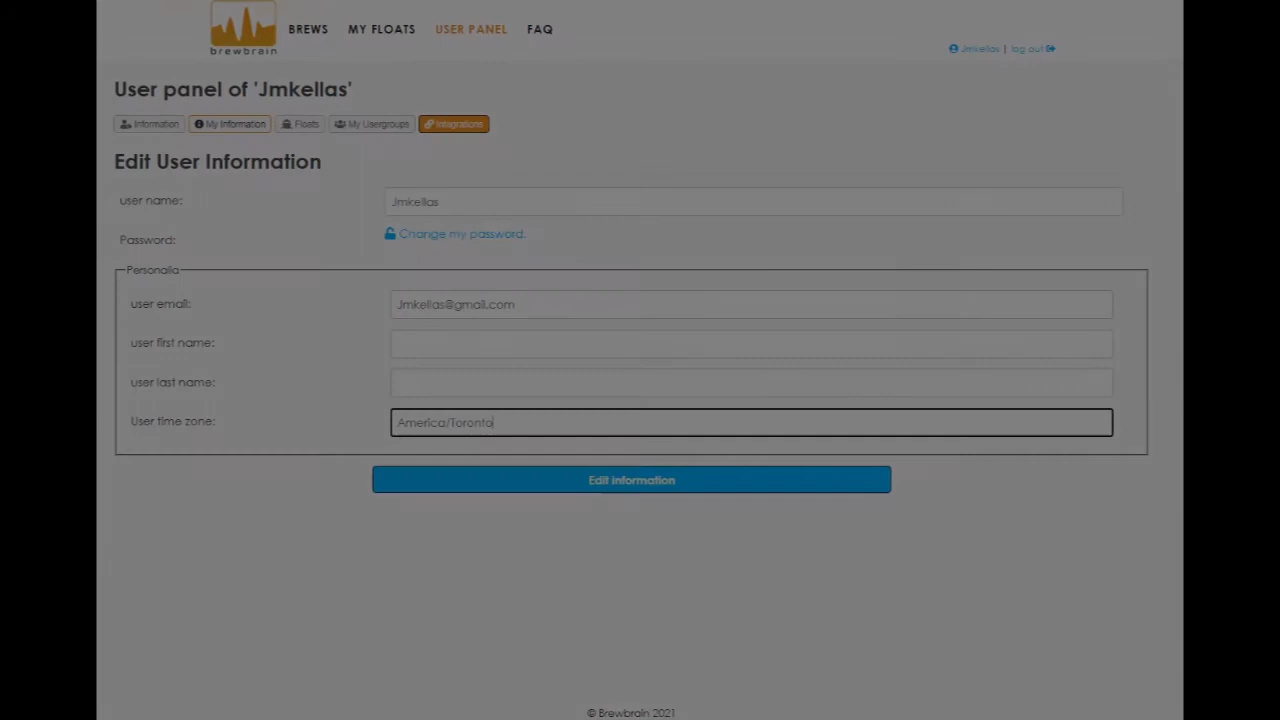 brewbrain
BREWS MY FLOATS USER PANEL FAQ
Jmkellas | log out
User panel of 'Jmkellas'
Information My Information Floats My Usergroups Integrations
Edit User Information
user name: Jmkellas
Password: Change my password.
Personalia
user email: Jmkellas@gmail.com
user first name:
user last name:
User time zone: America/Toronto
Edit information
© Brewbrain 2021